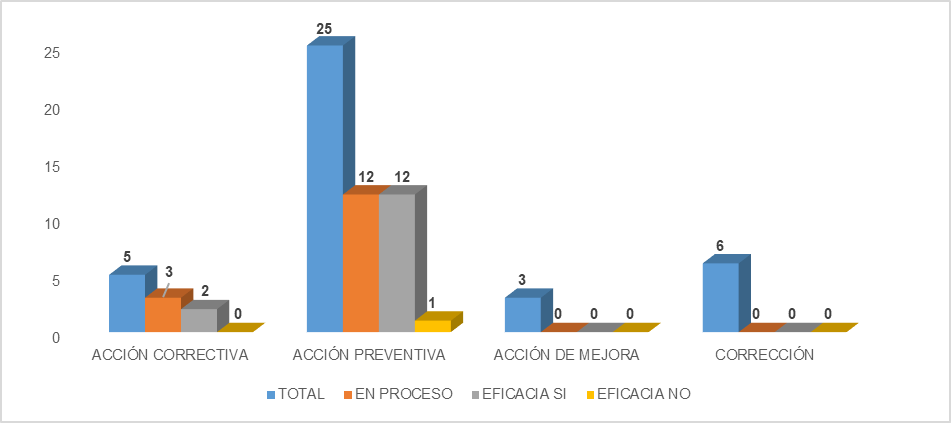 25
25
20
15
12 12
10
5 6
5 3 3
2
1
0 0 0 0 0 0 0 0
0
ACCIÓN CORRECTIVA ACCIÓN PREVENTIVA ACCIÓN DE MEJORA CORRECCIÓN
TOTAL EN PROCESO EFICACIA SI EFICACIA NO